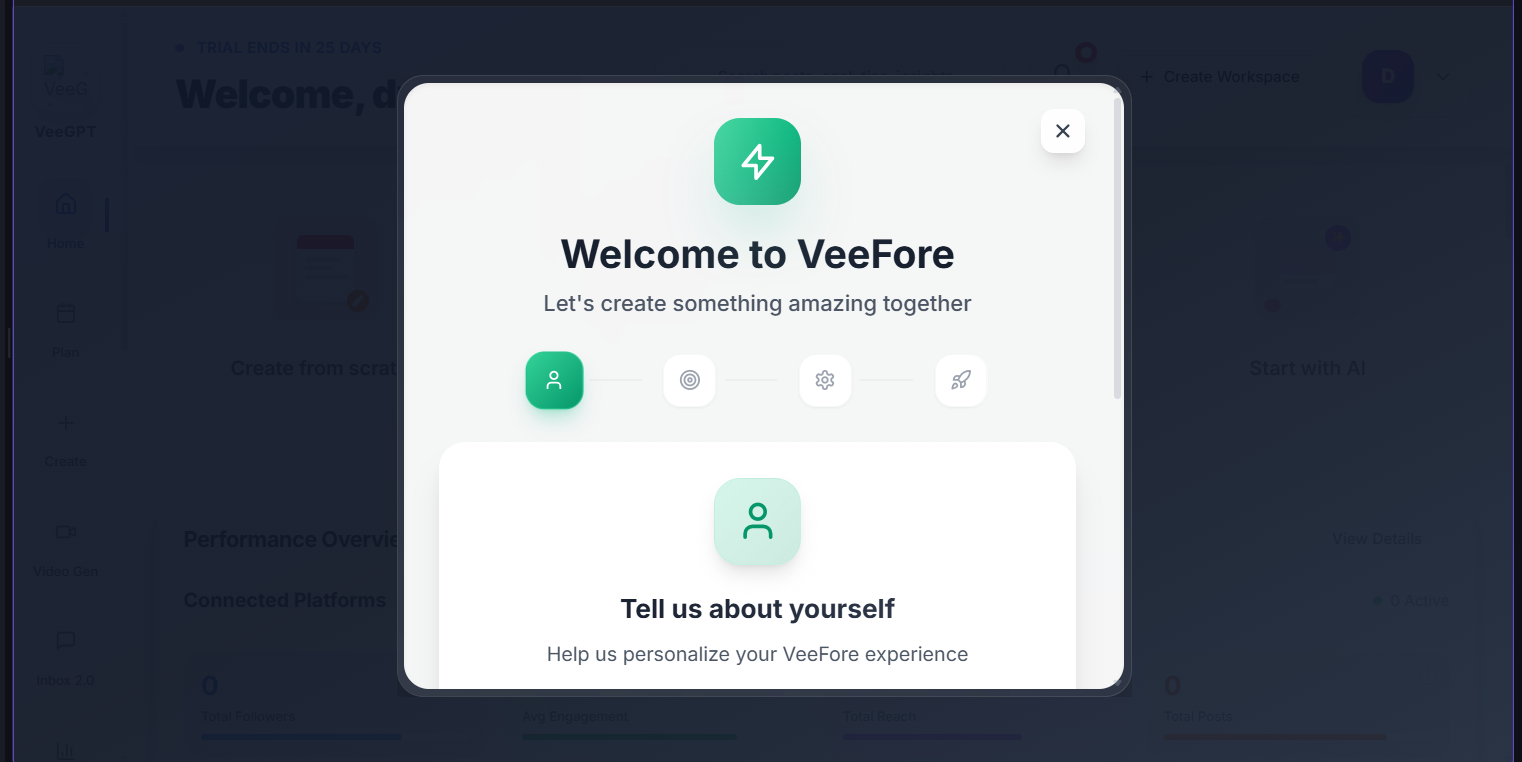 TRIAL ENDS IN 25 DAYS
Welcome, d
VeeG
VeeGPT
Create Workspace
D
Home
Plan
Create
Video Gen
Inbox 2.0
Create from scrat
Start with AI
Welcome to VeeFore
Let's create something amazing together
Tell us about yourself
Help us personalize your VeeFore experience
Performance Overvie
View Details
Connected Platforms
0 Active
0
Total Followers
Avg Engagement
Total Reach
0
Total Posts